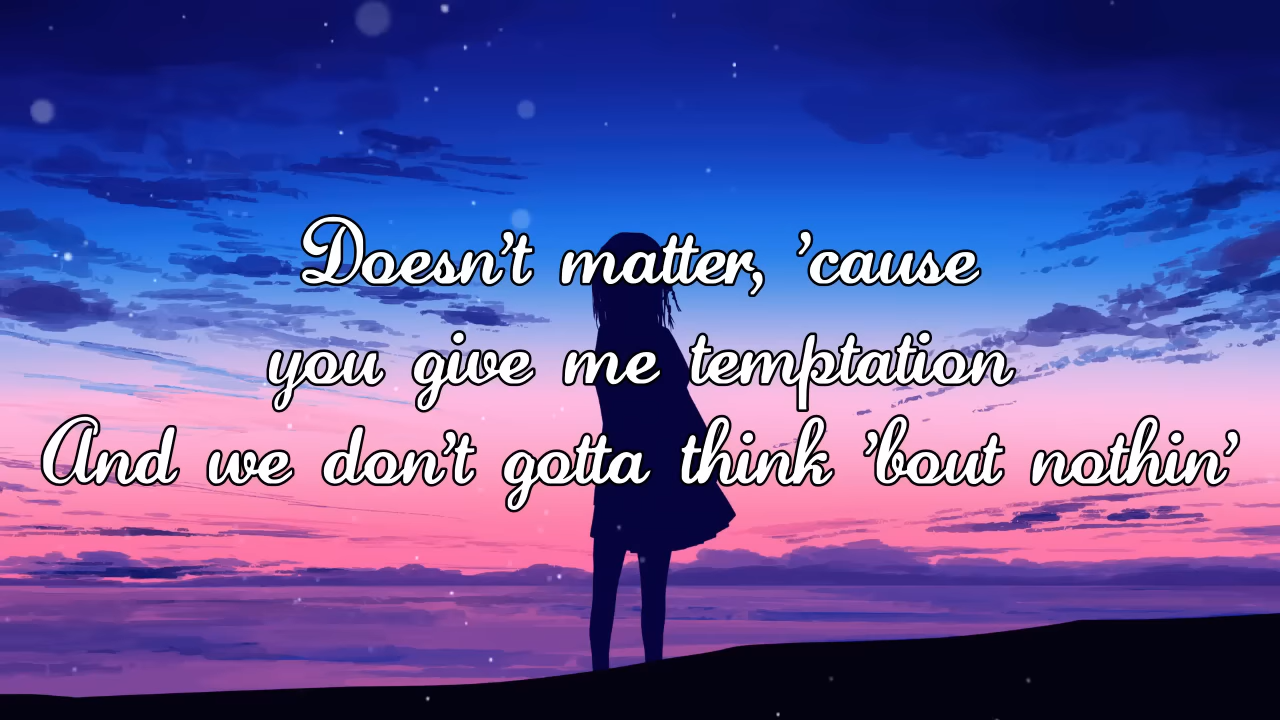 Doesn't matter, 'cause
you give me temptation
And we don't gotta think 'bout nothin'